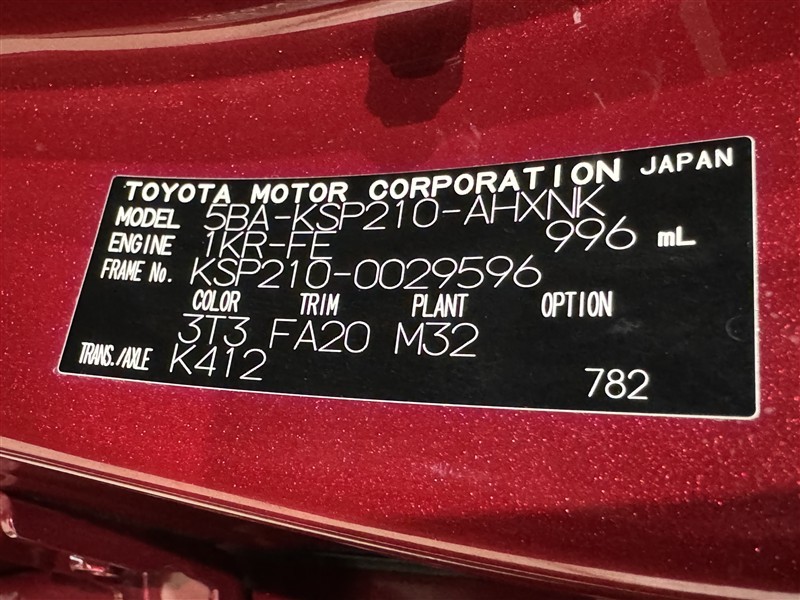 TOYOTA MOTOR CORPORATION JAPAN
MODEL 5BA-KSP210-AHXNK
ENGINE 1KR-FE 996 mL
FRAME No. KSP210-0029596
COLOR TRIM PLANT OPTION
3T3 FA20 M32
TRANS./AXLE K412 782